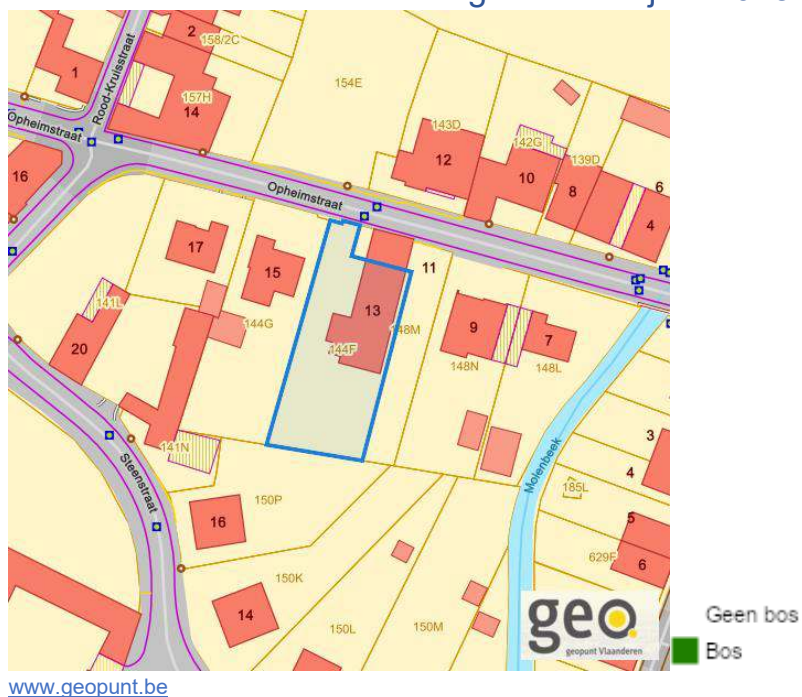 2
158/2C
1
Rood-Kruisstraat
154E
157H
14
Opheimstraat
143D
142G
12
10
139D
8
6
4
16
Opheimstraat
17
15
11
13
141L
144G
148M
9
7
20
144F
148N
148L
141N
Steenstraat
Molenbeek
3
4
185L
150P
16
5
629F
6
150K
14
150L
150M
geo.
geopunt Vlaanderen
Geen bos
Bos
www.geopunt.be